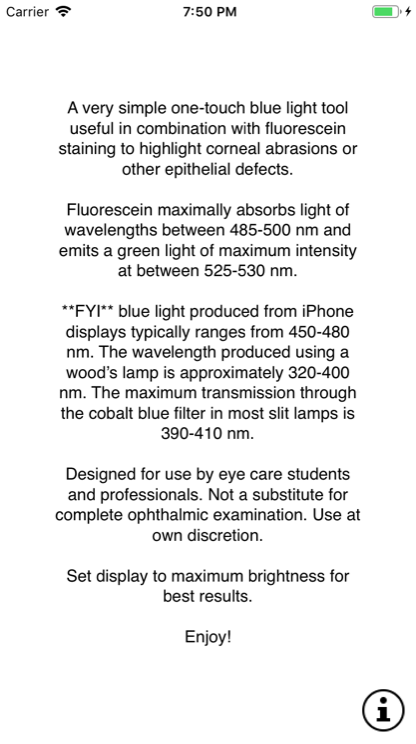 Carrier 7:50 PM
A very simple one-touch blue light tool
useful in combination with fluorescein
staining to highlight corneal abrasions or
other epithelial defects.
Fluorescein maximally absorbs light of
wavelengths between 485-500 nm and
emits a green light of maximum intensity
at between 525-530 nm.
**FYI** blue light produced from iPhone
displays typically ranges from 450-480
nm. The wavelength produced using a
wood's lamp is approximately 320-400
nm. The maximum transmission through
the cobalt blue filter in most slit lamps is
390-410 nm.
Designed for use by eye care students
and professionals. Not a substitute for
complete ophthalmic examination. Use at
own discretion.
Set display to maximum brightness for
best results.
Enjoy!